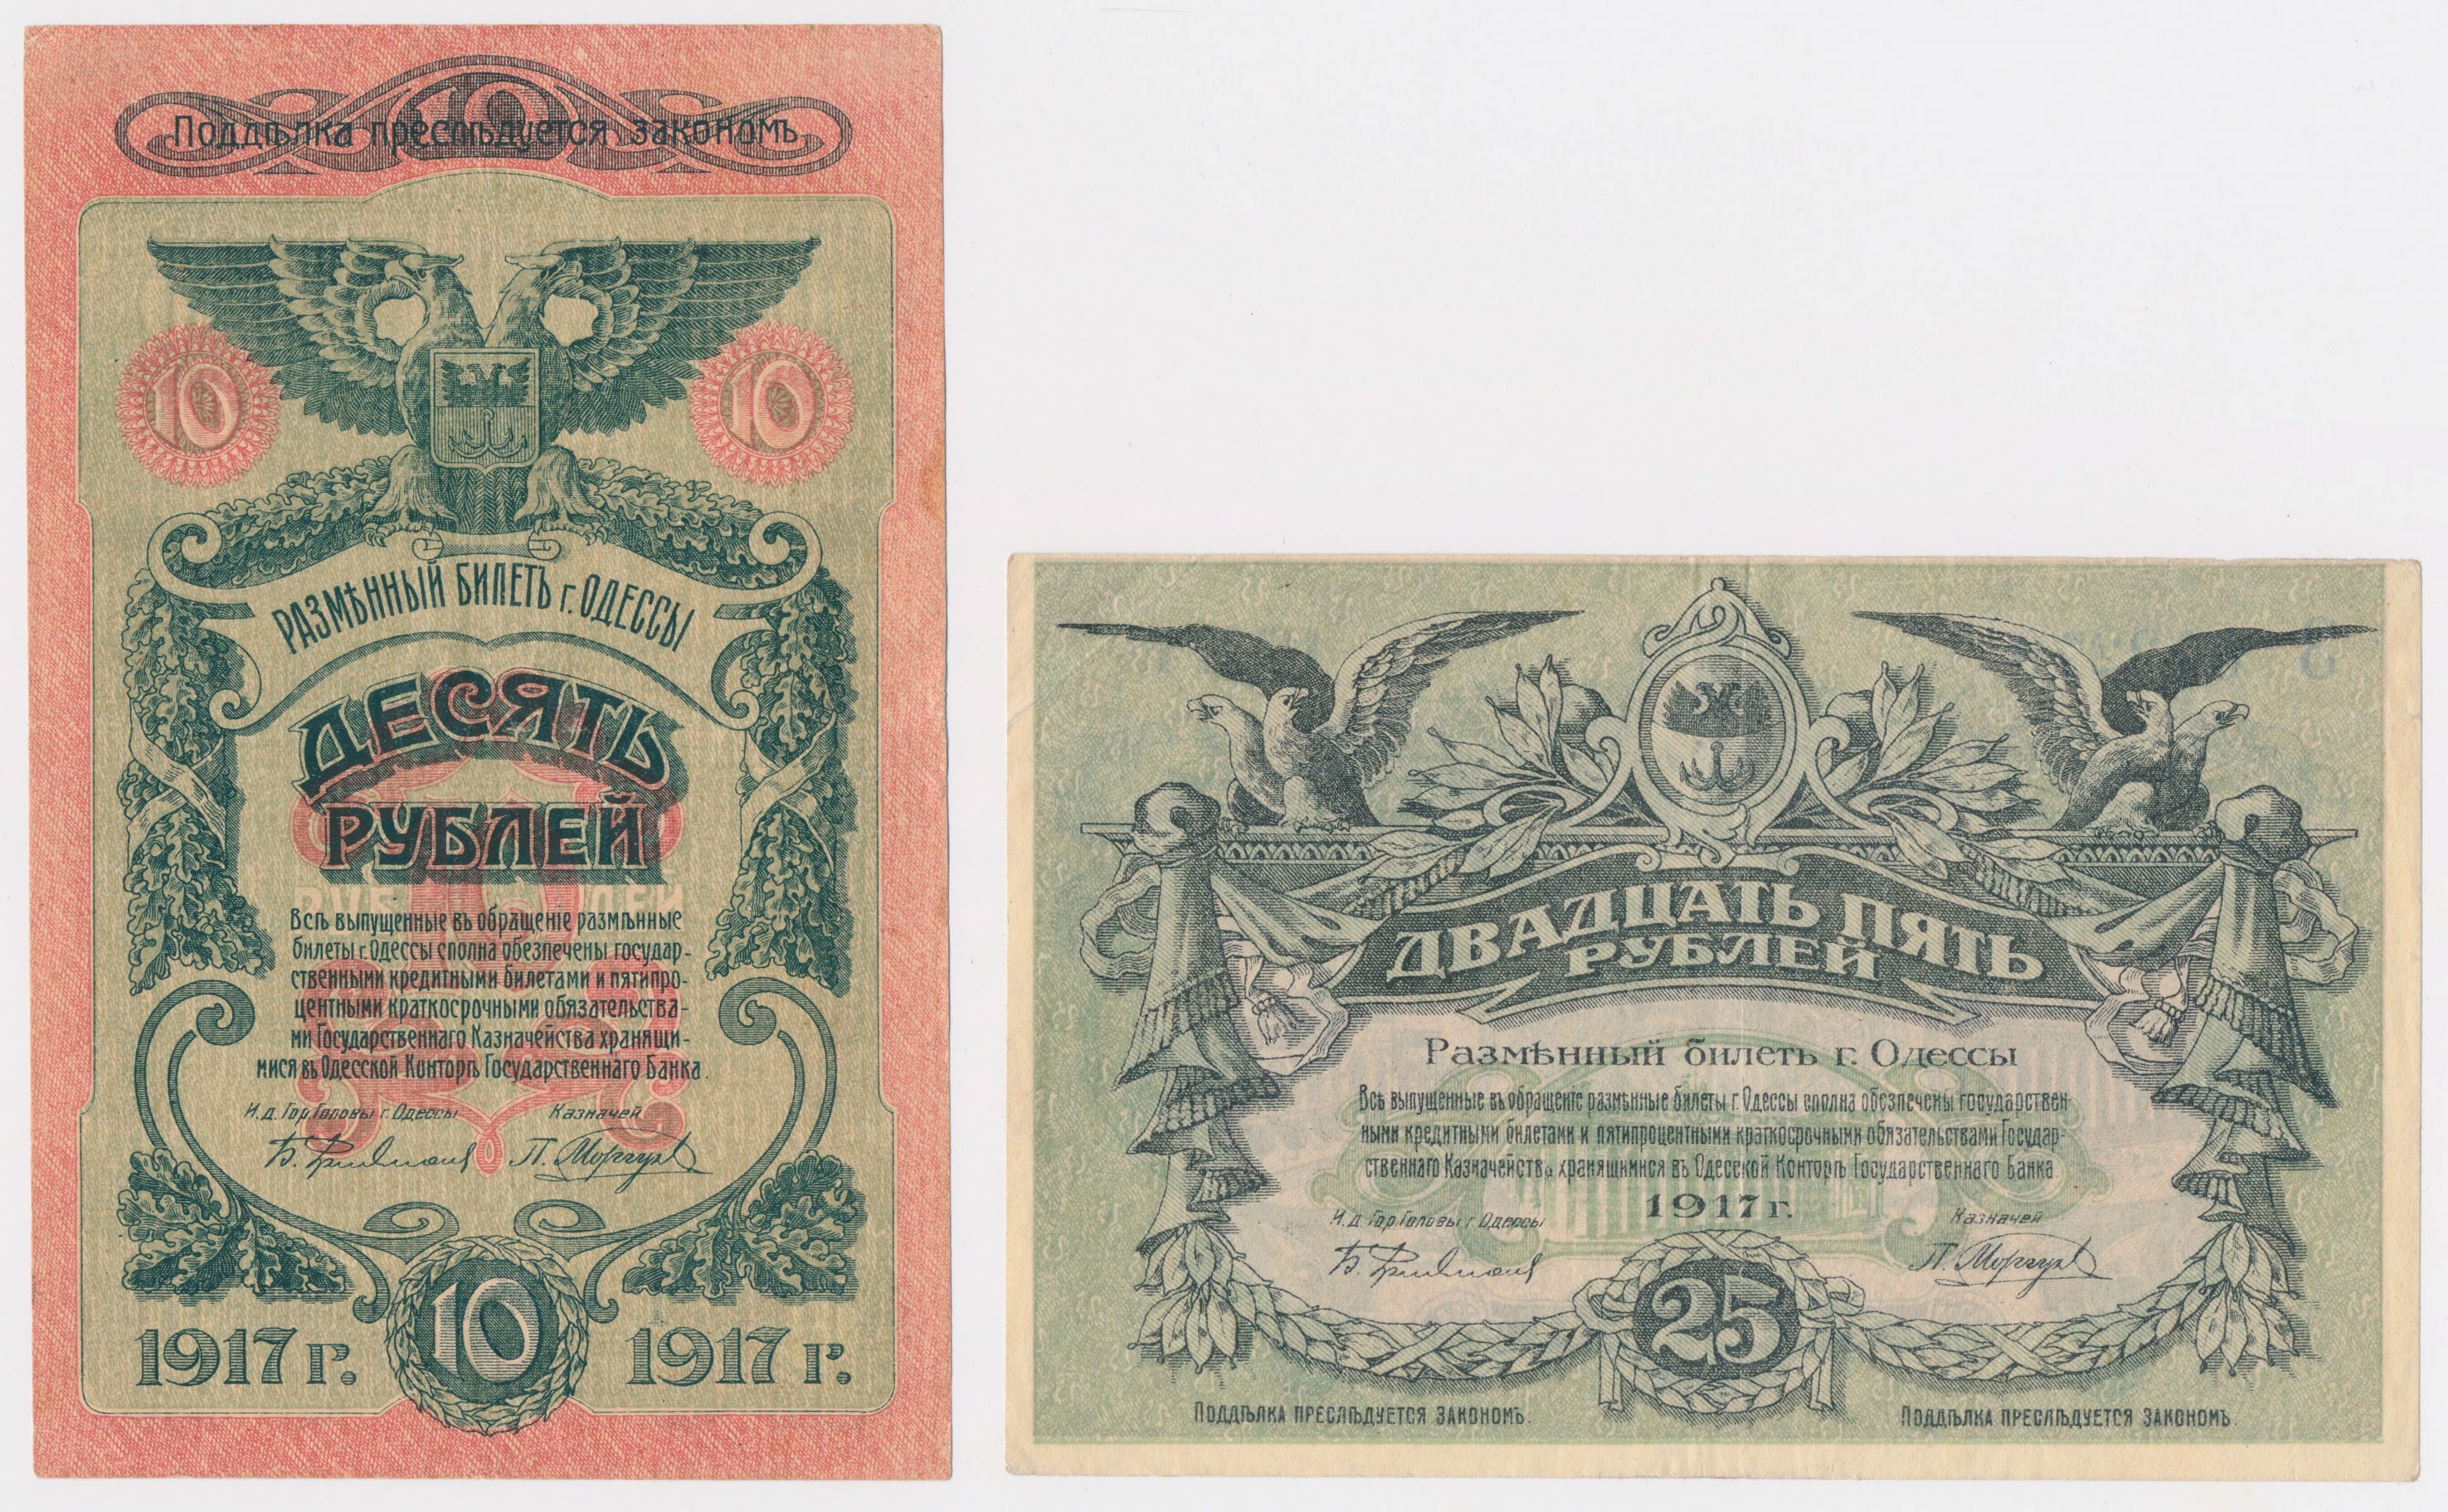 Поддѣлка преслѣдуется закономъ
10 10
РАЗМѢННЫЙ БИЛЕТЪ г. ОДЕССЫ
ДЕСЯТЬ
РУБЛЕЙ
Всѣ выпущенные въ обращенiе размѣнные
билеты г. Одессы сполна обезпечены государ-
ственными кредитными билетами и пятипро-
центными краткосрочными обязательства-
ми Государственнаго Казначейства хранящи-
мися въ Одесской Конторѣ Государственнаго Банка.
И. д. Гор. Головы г. Одессы Казначей
1917 г. 10 1917 г.
ДВАДЦАТЬ ПЯТЬ
РУБЛЕЙ
Размѣнный билетъ г. Одессы
Всѣ выпущенные въ обращенiе размѣнные билеты г. Одессы сполна обезпечены государствен-
ными кредитными билетами и пятипроцентными краткосрочными обязательствами Государ-
ственнаго Казначейства хранящимися въ Одесской Конторѣ Государственнаго Банка
1917 г.
И. д. Гор. Головы г. Одессы Казначей
25
ПОДДѢЛКА ПРЕСЛѢДУЕТСЯ ЗАКОНОМЪ. ПОДДѢЛКА ПРЕСЛѢДУЕТСЯ ЗАКОНОМЪ.